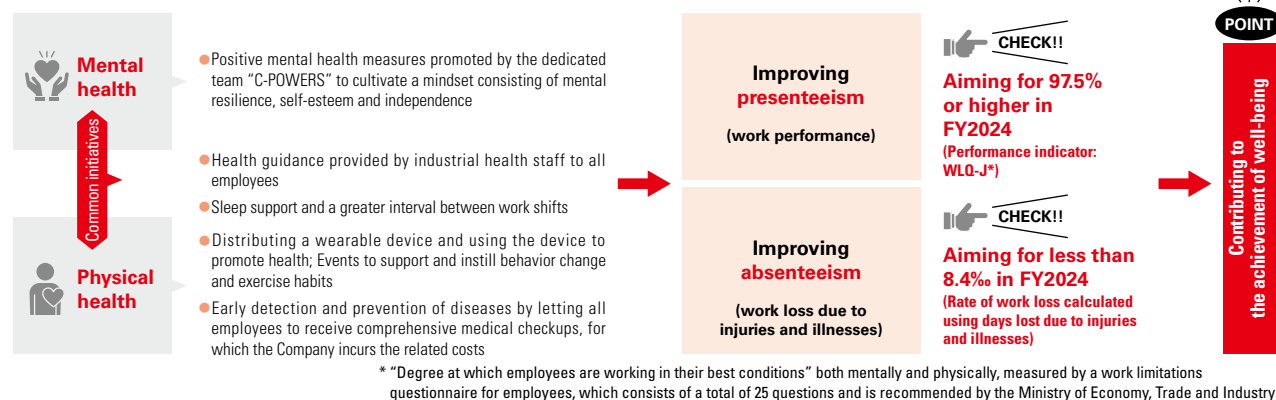 Mental
health
Common initiatives
Physical
health
●Positive mental health measures promoted by the dedicated
team “C-POWERS” to cultivate a mindset consisting of mental
resilience, self-esteem and independence
●Health guidance provided by industrial health staff to all
employees
●Sleep support and a greater interval between work shifts
●Distributing a wearable device and using the device to
promote health; Events to support and instill behavior change
and exercise habits
●Early detection and prevention of diseases by letting all
employees to receive comprehensive medical checkups, for
which the Company incurs the related costs
Improving
presenteeism
(work performance)
CHECK!!
Aiming for 97.5%
or higher in
FY2024
(Performance indicator:
WLQ-J*)
Improving
absenteeism
(work loss due to
injuries and illnesses)
CHECK!!
Aiming for less than
8.4‰ in FY2024
(Rate of work loss calculated
using days lost due to injuries
and illnesses)
POINT
Contributing to
the achievement of well-being
* “Degree at which employees are working in their best conditions” both mentally and physically, measured by a work limitations
questionnaire for employees, which consists of a total of 25 questions and is recommended by the Ministry of Economy, Trade and Industry